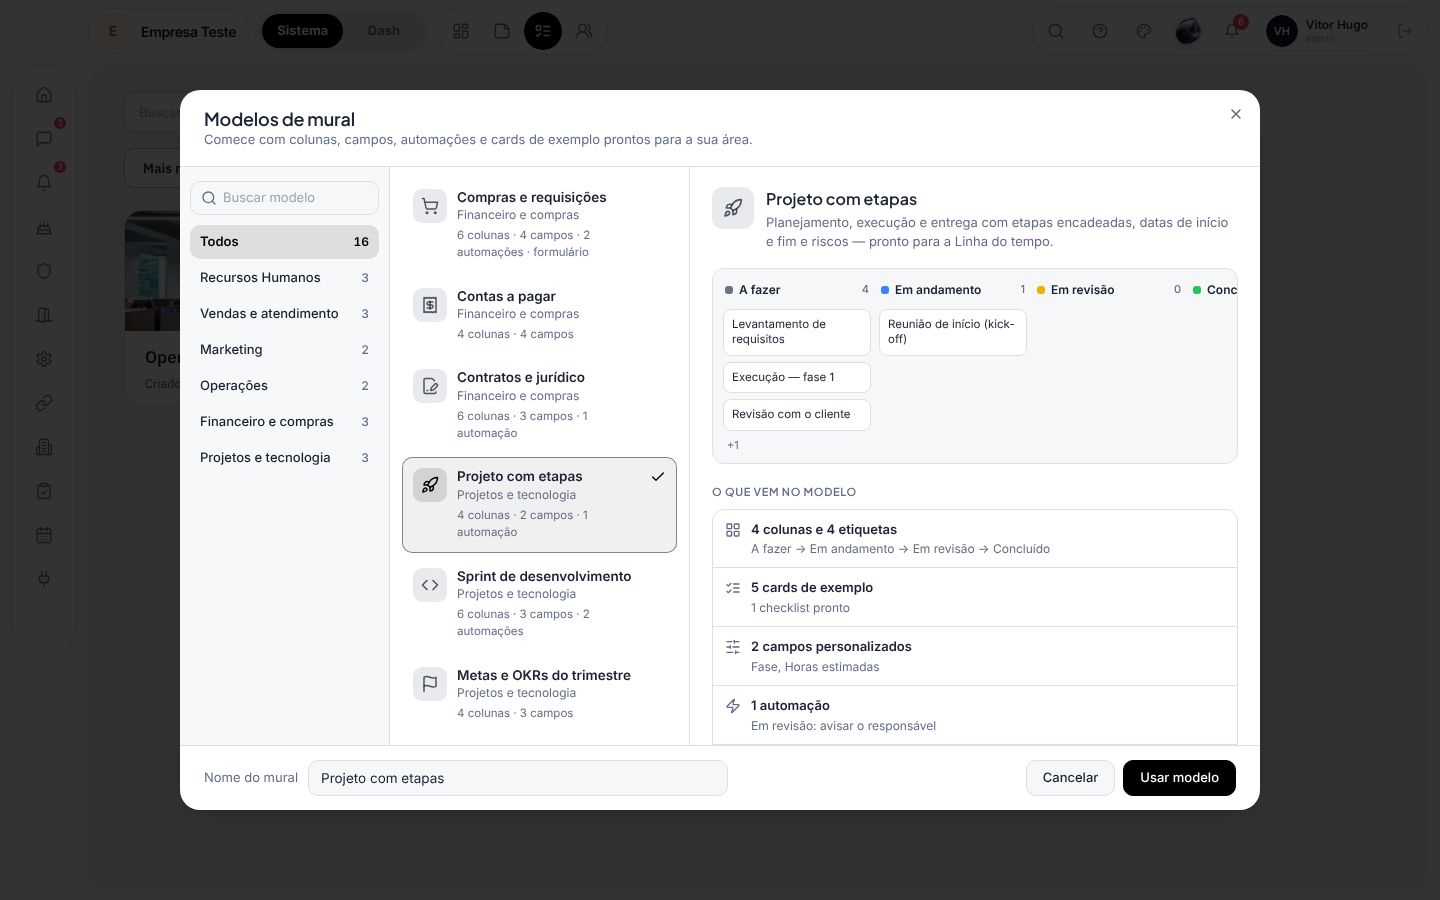 E Empresa Teste
Sistema
Dash
6
VH
Vitor Hugo
admin
3
3
Buscar
Mais r
Oper
Criado
Modelos de mural
Comece com colunas, campos, automações e cards de exemplo prontos para a sua área.
Buscar modelo
Todos 16
Recursos Humanos 3
Vendas e atendimento 3
Marketing 2
Operações 2
Financeiro e compras 3
Projetos e tecnologia 3
Compras e requisições
Financeiro e compras
6 colunas · 4 campos · 2
automações · formulário
Contas a pagar
Financeiro e compras
4 colunas · 4 campos
Contratos e jurídico
Financeiro e compras
6 colunas · 3 campos · 1
automação
Projeto com etapas
Projetos e tecnologia
4 colunas · 2 campos · 1
automação
Sprint de desenvolvimento
Projetos e tecnologia
6 colunas · 3 campos · 2
automações
Metas e OKRs do trimestre
Projetos e tecnologia
4 colunas · 3 campos
Projeto com etapas
Planejamento, execução e entrega com etapas encadeadas, datas de início
e fim e riscos — pronto para a Linha do tempo.
A fazer 4
Levantamento de
requisitos
Execução — fase 1
Revisão com o cliente
+1
Em andamento 1
Reunião de início (kick-
off)
Em revisão 0
Conc
O QUE VEM NO MODELO
4 colunas e 4 etiquetas
A fazer → Em andamento → Em revisão → Concluído
5 cards de exemplo
1 checklist pronto
2 campos personalizados
Fase, Horas estimadas
1 automação
Em revisão: avisar o responsável
Nome do mural
Projeto com etapas
Cancelar
Usar modelo